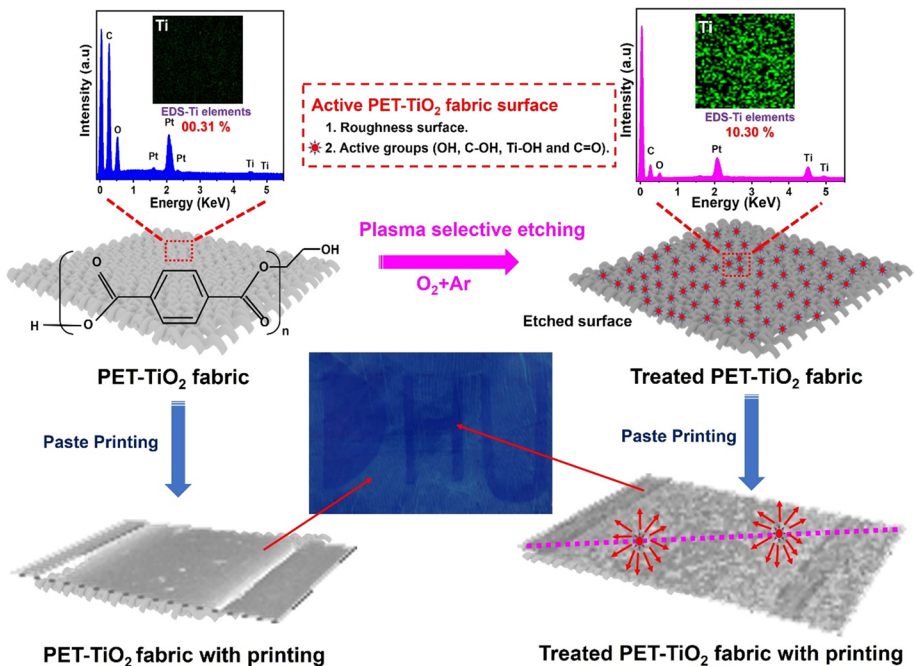 Intensity (a.u)
C
O
Pt
Pt
Pt
Ti
Ti
Ti
EDS-Ti elements
00.31 %
0 1 2 3 4 5
Energy (KeV)
Active PET-TiO2 fabric surface
1. Roughness surface.
2. Active groups (OH, C-OH, Ti-OH and C=O).
Intensity (a.u)
C
O
Pt
Ti
Ti
Ti
EDS-Ti elements
10.30 %
0 1 2 3 4 5
Energy (KeV)
Plasma selective etching
O2+Ar
H
O
O
O
O
OH
n
Etched surface
PET-TiO2 fabric
Treated PET-TiO2 fabric
Paste Printing
Paste Printing
DHU
PET-TiO2 fabric with printing
Treated PET-TiO2 fabric with printing